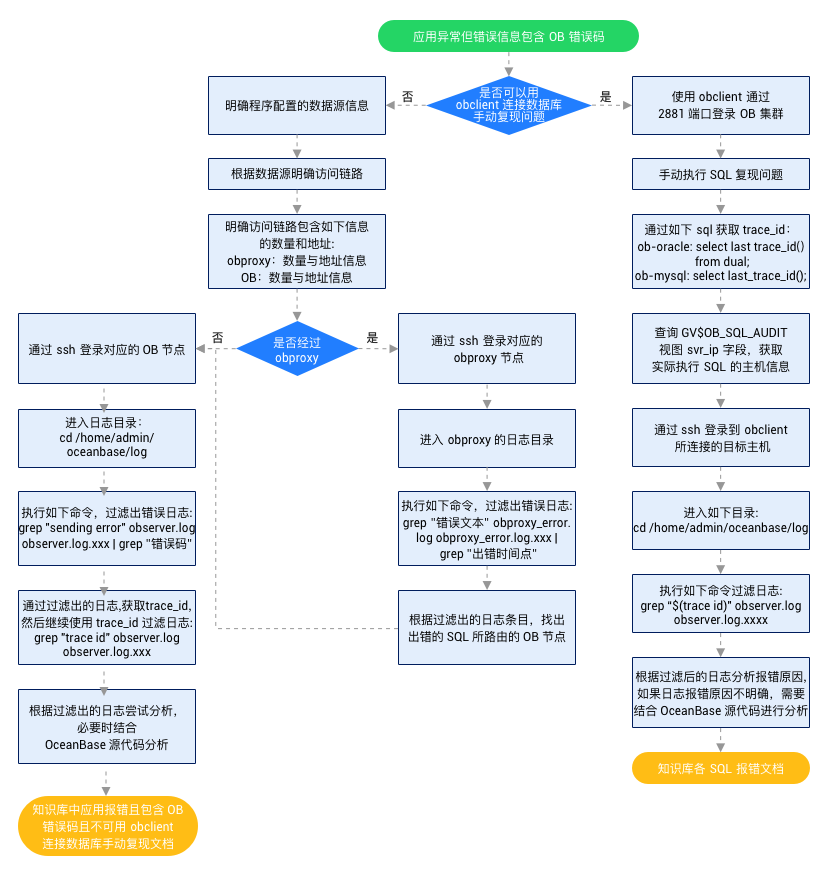 应用异常但错误信息包含 OB 错误码
是否可以用
obclient 连接数据库
手动复现问题
否
是
明确程序配置的数据源信息
根据数据源明确访问链路
明确访问链路包含如下信息
的数量和地址:
obproxy：数量与地址信息
OB：数量与地址信息
是否经过
obproxy
否
是
通过 ssh 登录对应的 OB 节点
进入日志目录：
cd /home/admin/
oceanbase/log
执行如下命令，过滤出错误日志:
grep "sending error" observer.log
observer.log.xxx | grep "错误码"
通过过滤出的日志,获取trace_id,
然后继续使用 trace_id 过滤日志:
grep "trace id" observer.log
observer.log.xxx
根据过滤出的日志尝试分析，
必要时结合
OceanBase 源代码分析
知识库中应用报错且包含 OB
错误码且不可用 obclient
连接数据库手动复现文档
通过 ssh 登录对应的
obproxy 节点
进入 obproxy 的日志目录
执行如下命令，过滤出错误日志:
grep "错误文本" obproxy_error.
log obproxy_error.log.xxx |
grep "出错时间点"
根据过滤出的日志条目，找出
出错的 SQL 所路由的 OB 节点
使用 obclient 通过
2881 端口登录 OB 集群
手动执行 SQL 复现问题
通过如下 sql 获取 trace_id：
ob-oracle: select last trace_id()
from dual;
ob-mysql: select last_trace_id();
查询 GV$OB_SQL_AUDIT
视图 svr_ip 字段，获取
实际执行 SQL 的主机信息
通过 ssh 登录到 obclient
所连接的目标主机
进入如下目录:
cd /home/admin/oceanbase/log
执行如下命令过滤日志:
grep "$(trace id)" observer.log
observer.log.xxxx
根据过滤后的日志分析报错原因,
如果日志报错原因不明确，需要
结合 OceanBase 源代码进行分析
知识库各 SQL 报错文档